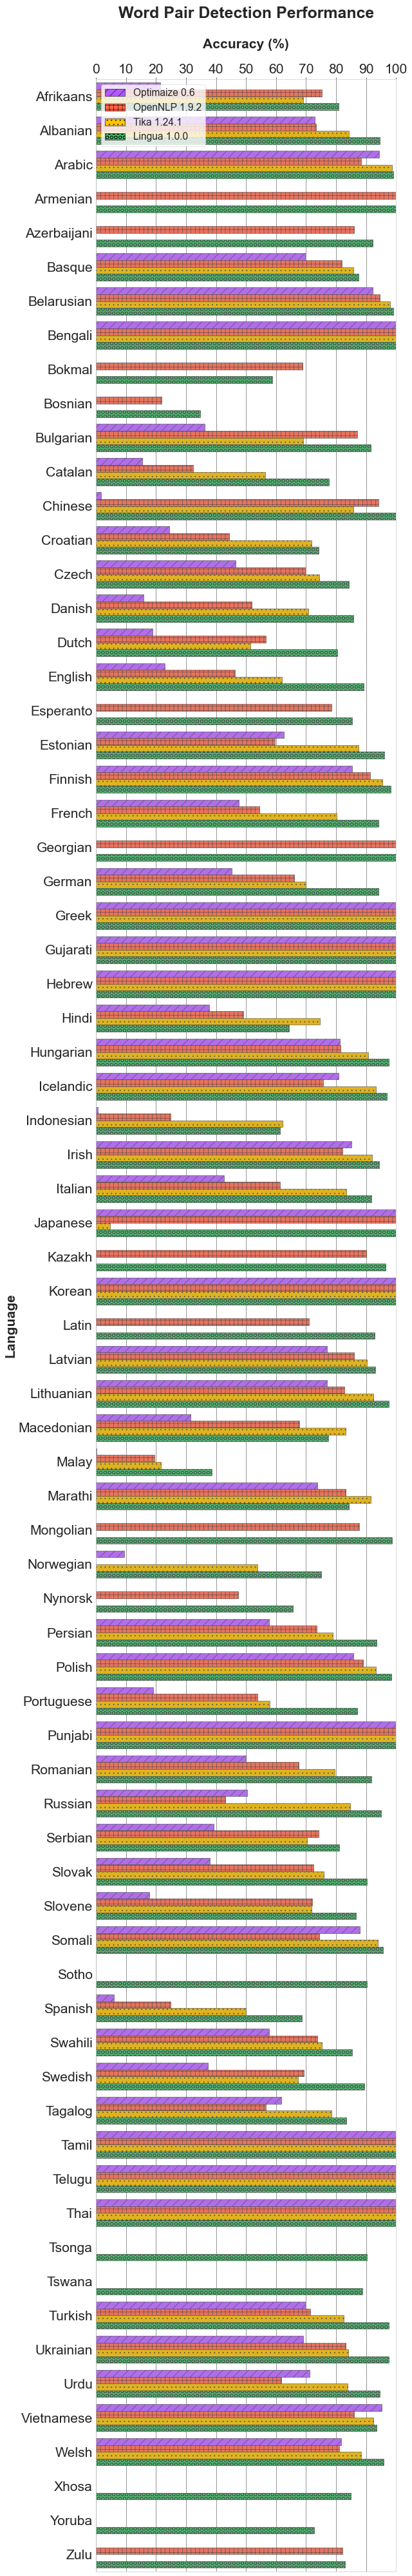 Word Pair Detection Performance
Accuracy (%)
0 10 20 30 40 50 60 70 80 90 100
Optimaize 0.6
OpenNLP 1.9.2
Tika 1.24.1
Lingua 1.0.0
Language
Afrikaans
Albanian
Arabic
Armenian
Azerbaijani
Basque
Belarusian
Bengali
Bokmal
Bosnian
Bulgarian
Catalan
Chinese
Croatian
Czech
Danish
Dutch
English
Esperanto
Estonian
Finnish
French
Georgian
German
Greek
Gujarati
Hebrew
Hindi
Hungarian
Icelandic
Indonesian
Irish
Italian
Japanese
Kazakh
Korean
Latin
Latvian
Lithuanian
Macedonian
Malay
Marathi
Mongolian
Norwegian
Nynorsk
Persian
Polish
Portuguese
Punjabi
Romanian
Russian
Serbian
Slovak
Slovene
Somali
Sotho
Spanish
Swahili
Swedish
Tagalog
Tamil
Telugu
Thai
Tsonga
Tswana
Turkish
Ukrainian
Urdu
Vietnamese
Welsh
Xhosa
Yoruba
Zulu